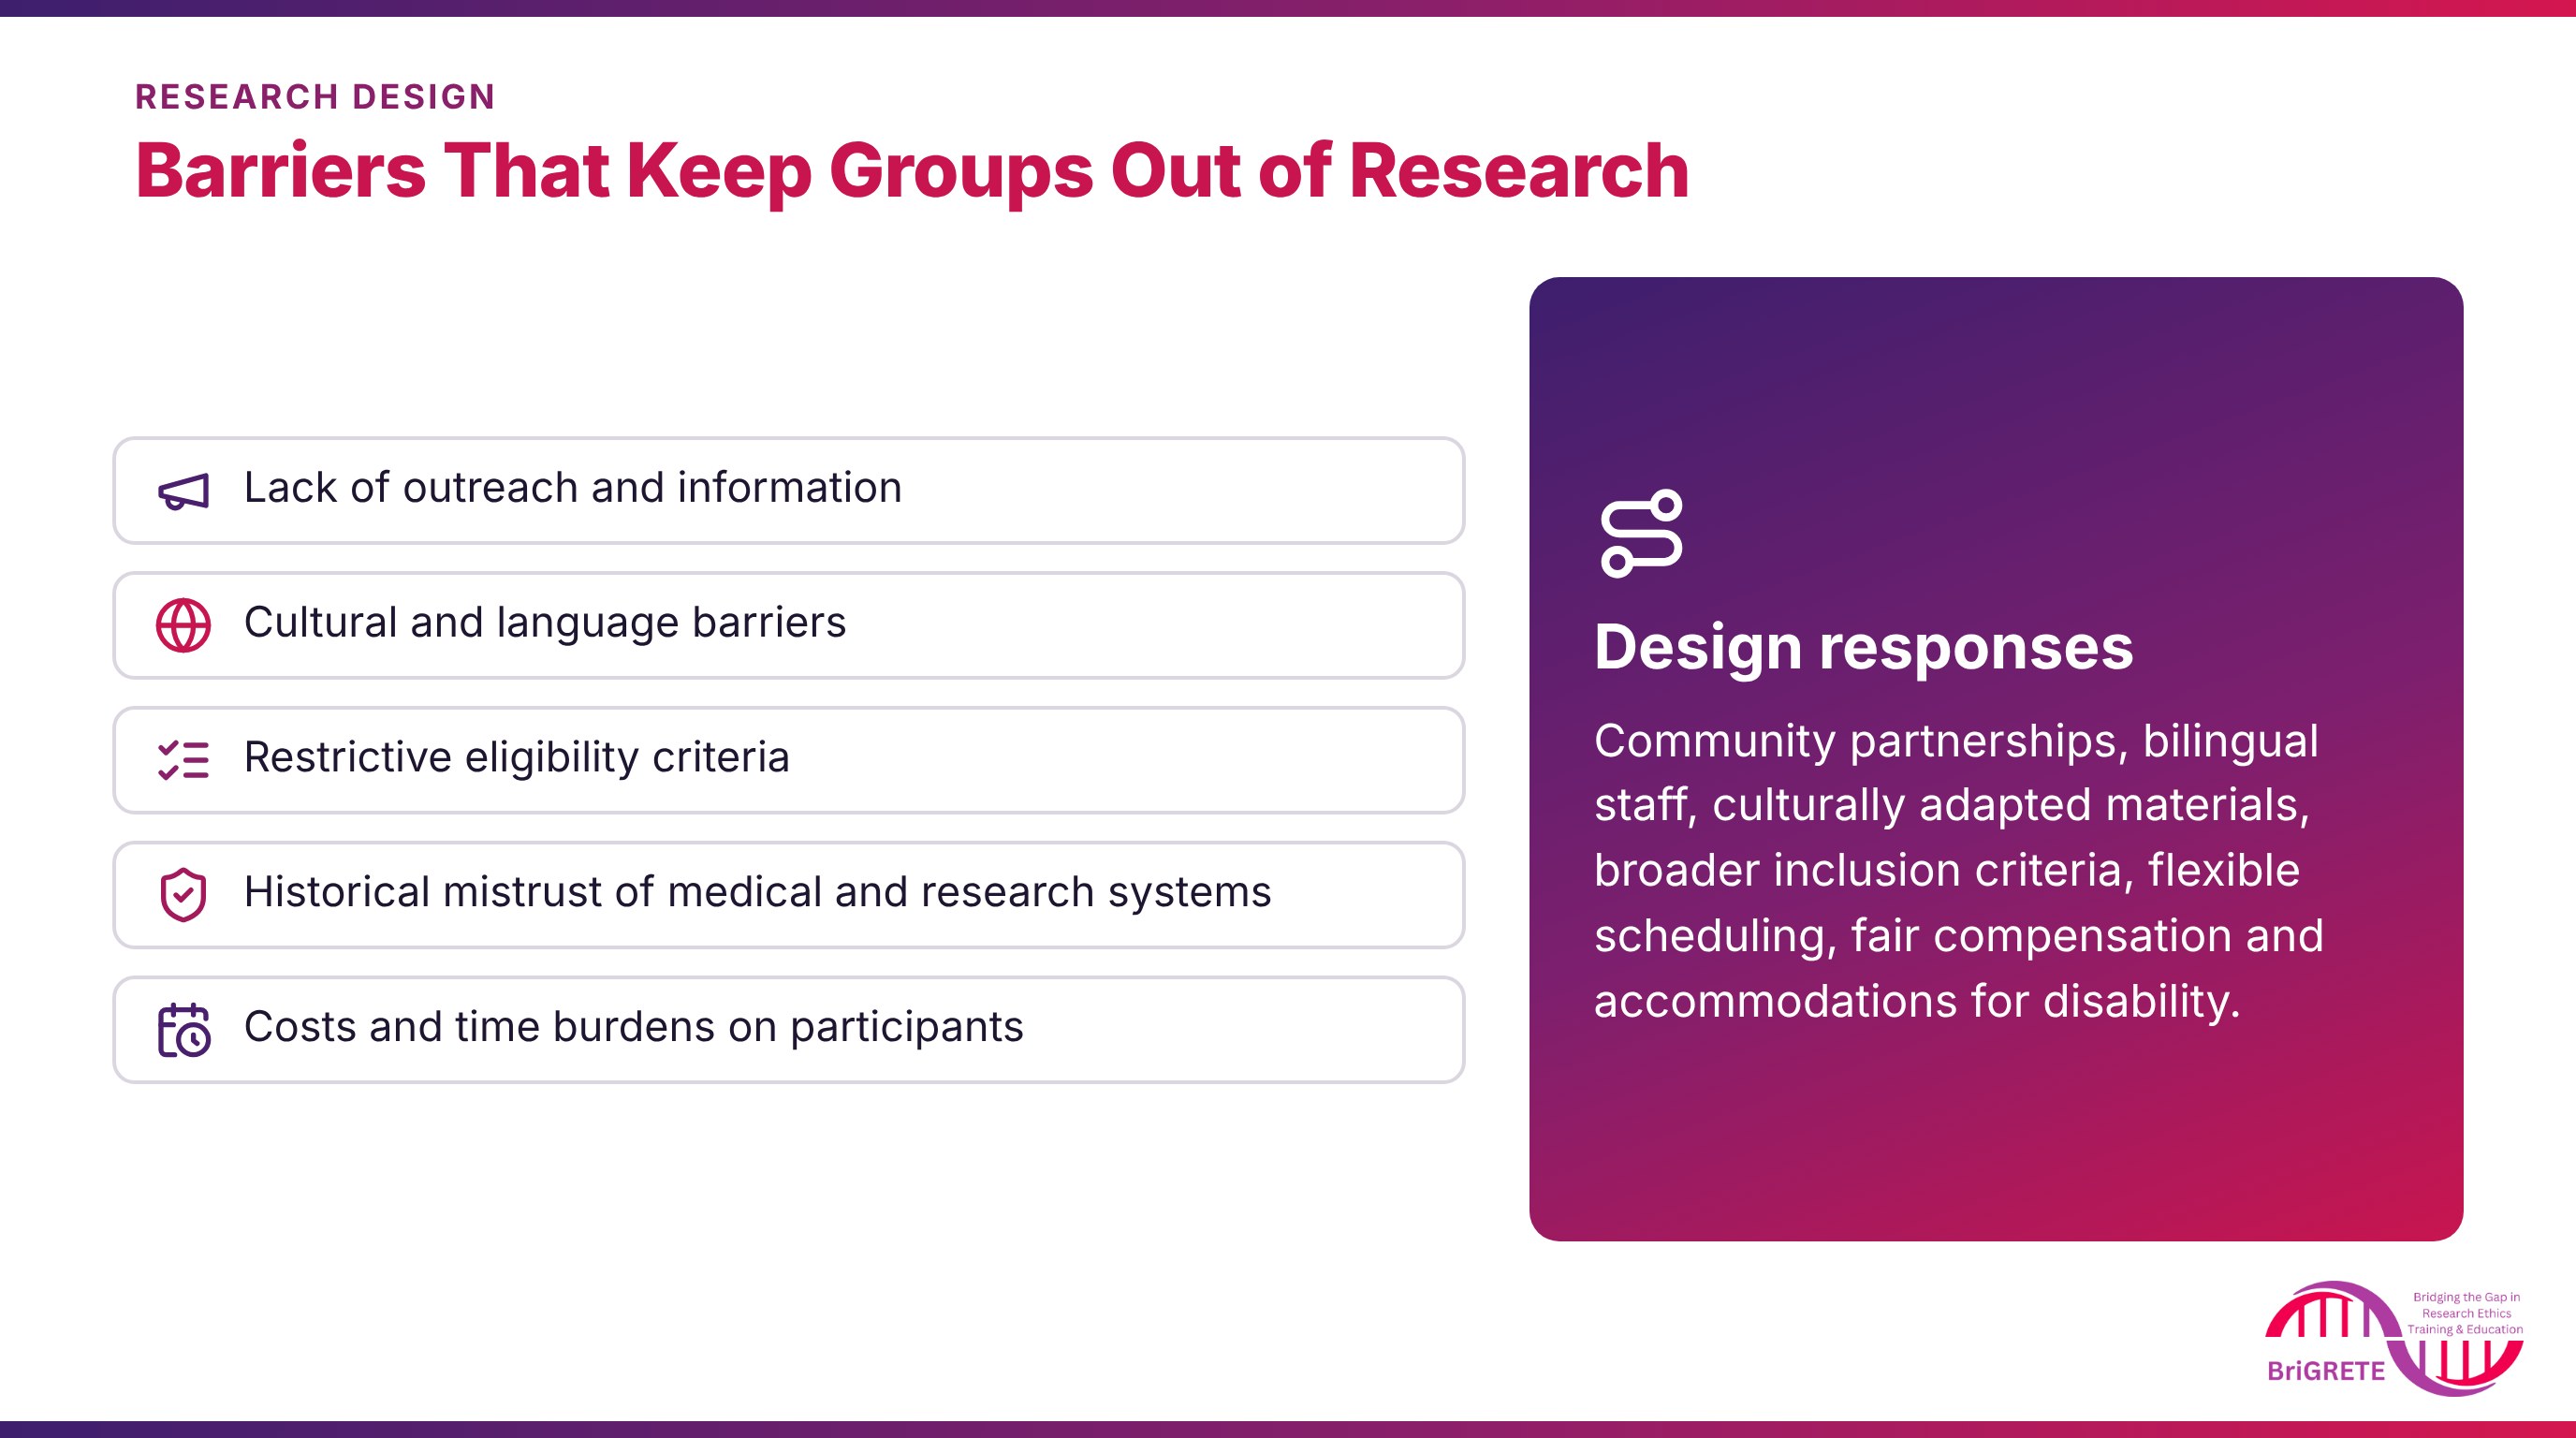 RESEARCH DESIGN
Barriers That Keep Groups Out of Research
Lack of outreach and information
Cultural and language barriers
Restrictive eligibility criteria
Historical mistrust of medical and research systems
Costs and time burdens on participants
Design responses
Community partnerships, bilingual
staff, culturally adapted materials,
broader inclusion criteria, flexible
scheduling, fair compensation and
accommodations for disability.
Bridging the Gap in
Research Ethics
Training & Education
BriGRETE